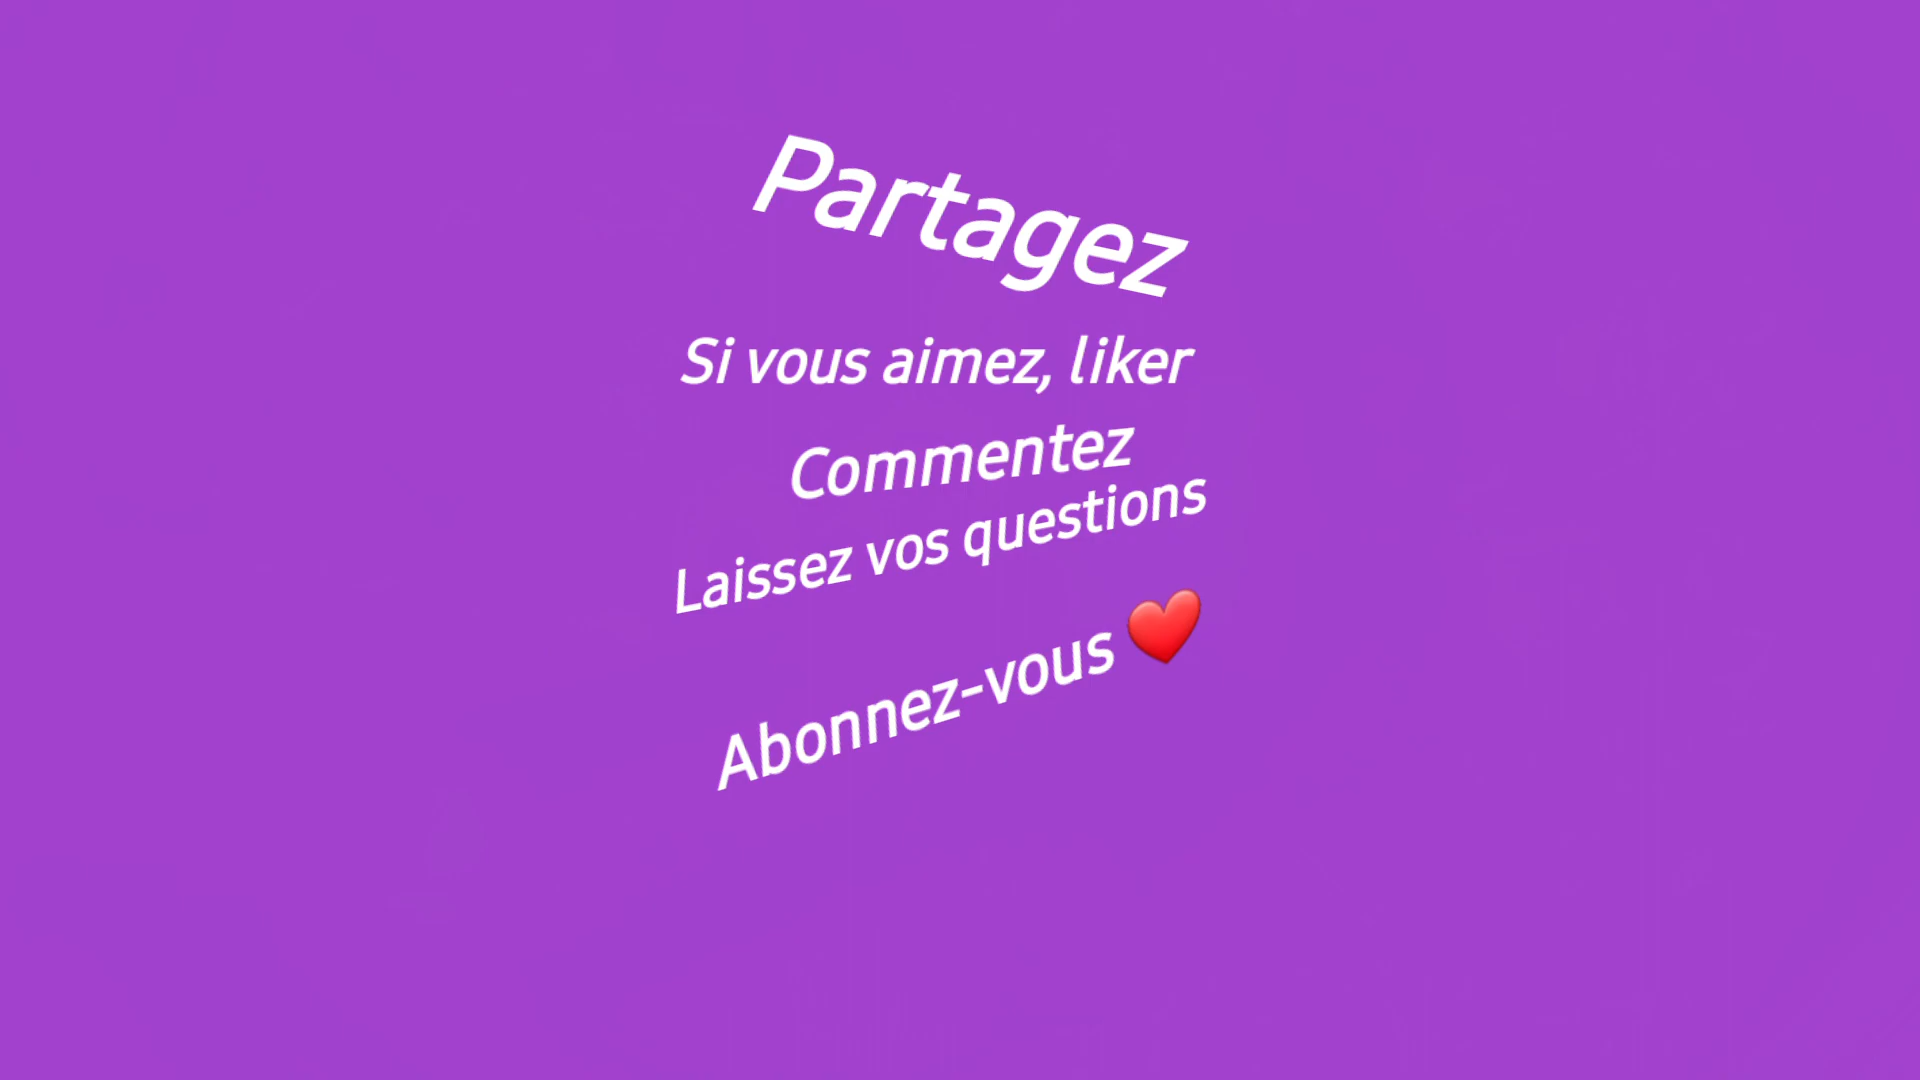 Partagez
Si vous aimez, liker
Commentez
Laissez vos questions
Abonnez-vous ❤️